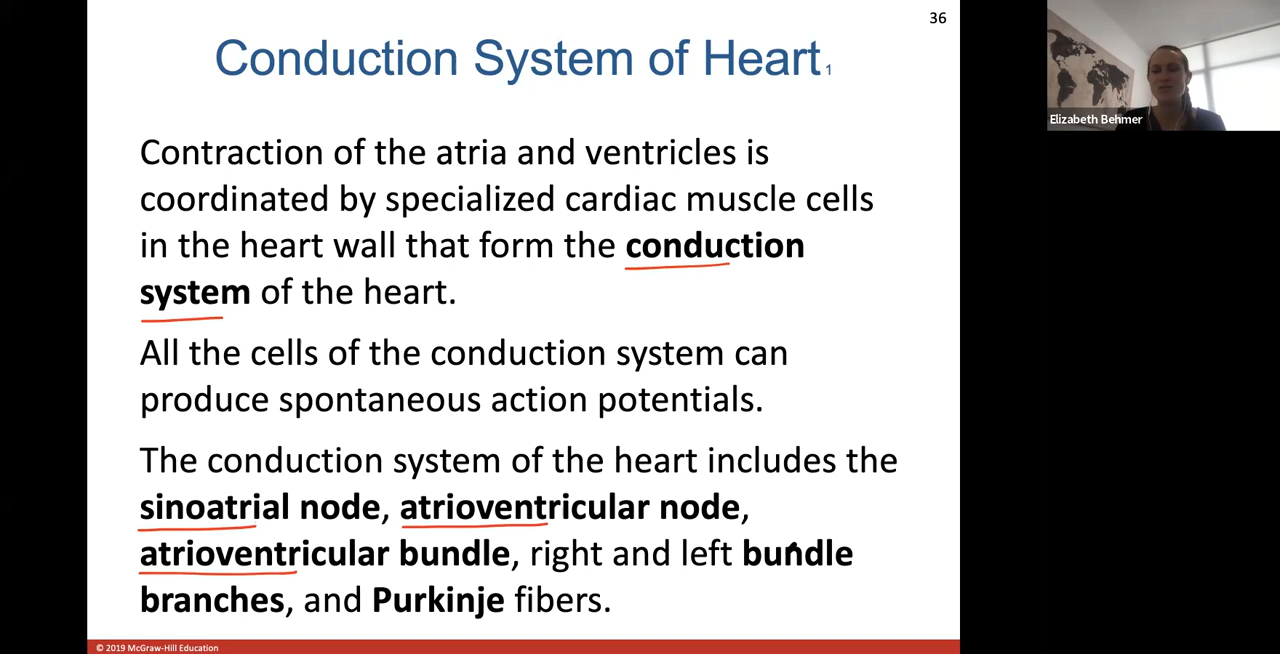 36
Conduction System of Heart 1
Elizabeth Behmer
Contraction of the atria and ventricles is
coordinated by specialized cardiac muscle cells
in the heart wall that form the conduction
system of the heart.
All the cells of the conduction system can
produce spontaneous action potentials.
The conduction system of the heart includes the
sinoatrial node, atrioventricular node,
atrioventricular bundle, right and left bundle
branches, and Purkinje fibers.
© 2019 McGraw-Hill Education